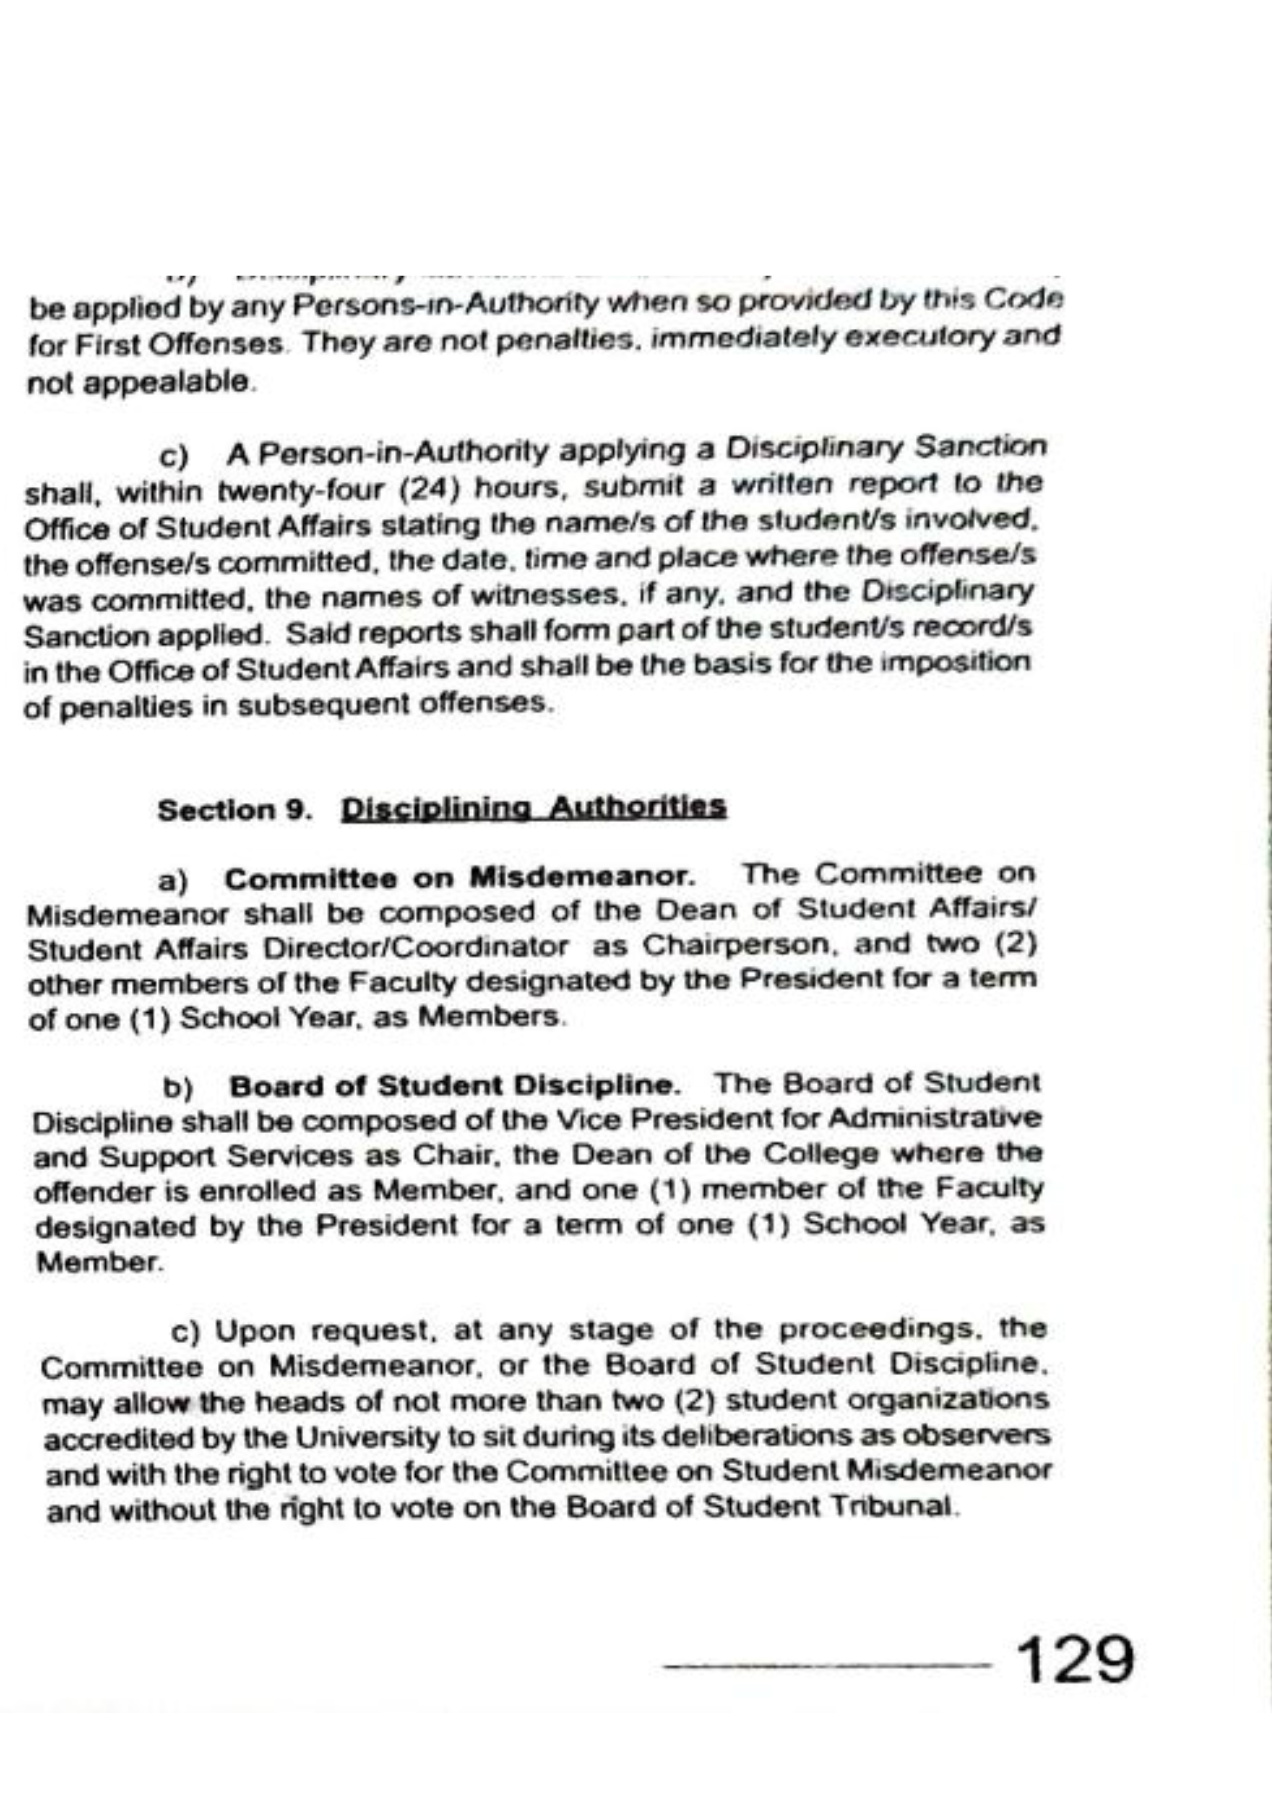 be applied by any Persons-in-Authority when so provided by this Code
for First Offenses. They are not penalties, immediately executory and
not appealable.
c) A Person-in-Authority applying a Disciplinary Sanction
shall, within twenty-four (24) hours, submit a written report to the
Office of Student Affairs stating the name/s of the student/s involved,
the offense/s committed, the date, time and place where the offense/s
was committed, the names of witnesses, if any, and the Disciplinary
Sanction applied. Said reports shall form part of the student/s record/s
in the Office of Student Affairs and shall be the basis for the imposition
of penalties in subsequent offenses.
Section 9. Disciplining Authorities
a) Committee on Misdemeanor. The Committee on
Misdemeanor shall be composed of the Dean of Student Affairs/
Student Affairs Director/Coordinator as Chairperson, and two (2)
other members of the Faculty designated by the President for a term
of one (1) School Year, as Members.
b) Board of Student Discipline. The Board of Student
Discipline shall be composed of the Vice President for Administrative
and Support Services as Chair, the Dean of the College where the
offender is enrolled as Member, and one (1) member of the Faculty
designated by the President for a term of one (1) School Year, as
Member.
c) Upon request, at any stage of the proceedings, the
Committee on Misdemeanor, or the Board of Student Discipline,
may allow the heads of not more than two (2) student organizations
accredited by the University to sit during its deliberations as observers
and with the right to vote for the Committee on Student Misdemeanor
and without the right to vote on the Board of Student Tribunal.
129